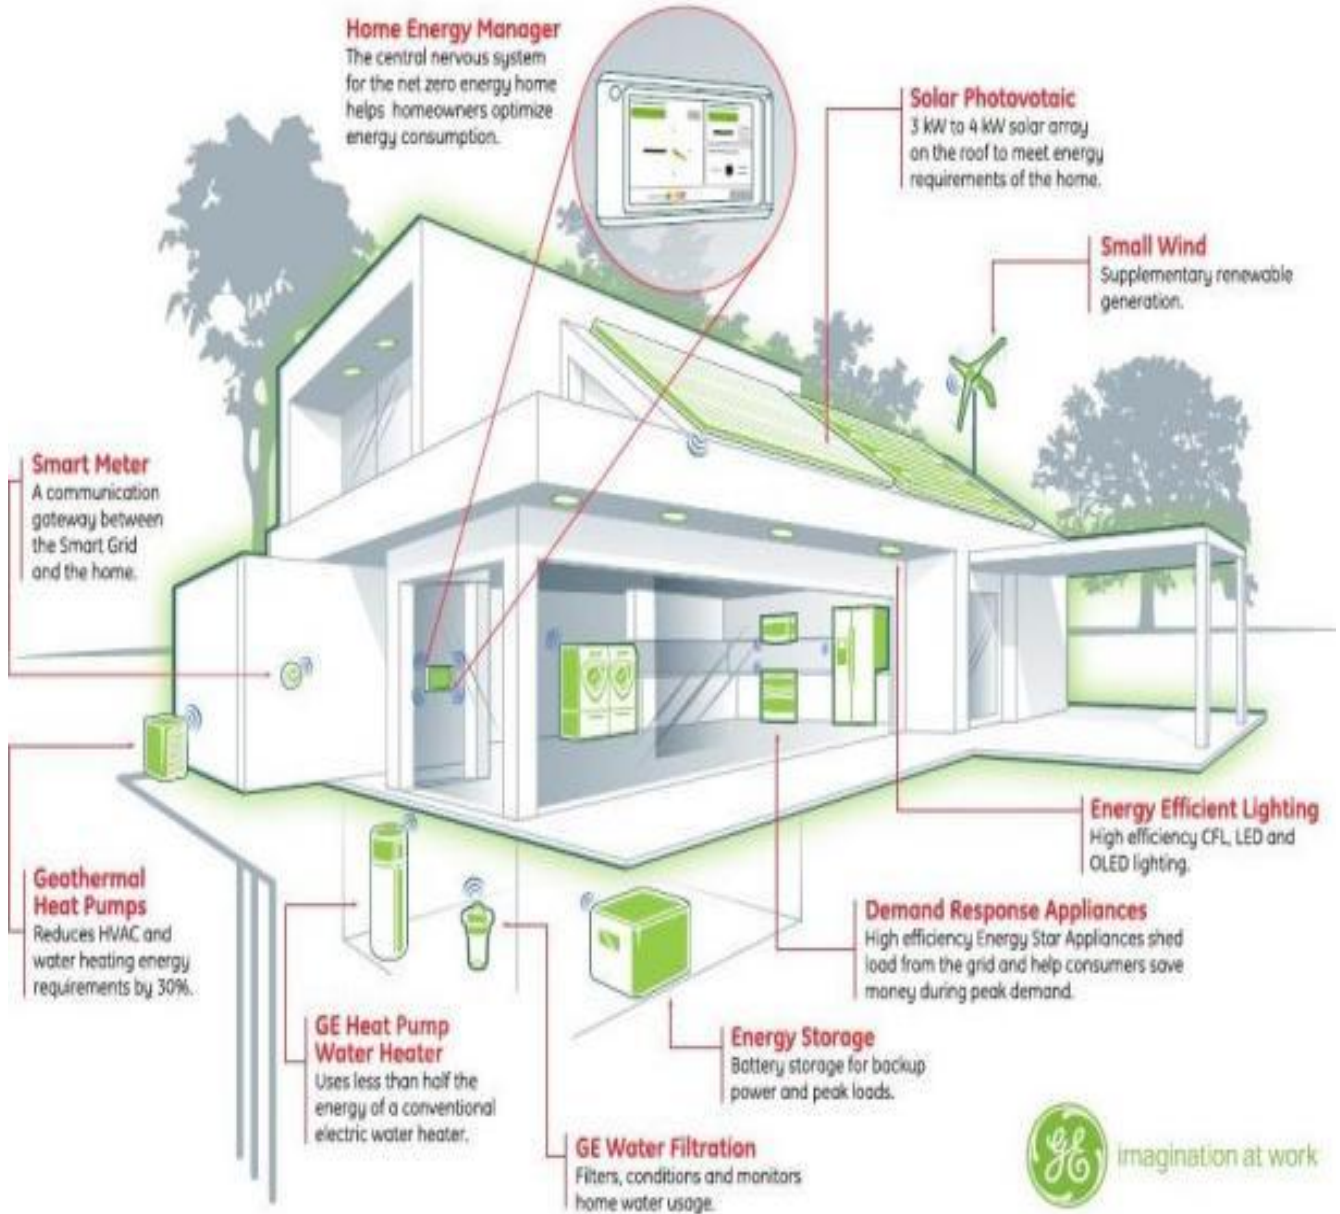 Home Energy Manager
The central nervous system
for the net zero energy home
helps homeowners optimize
energy consumption.
Solar Photovotaic
3 kW to 4 kW solar array
on the roof to meet energy
requirements of the home.
Small Wind
Supplementary renewable
generation.
Smart Meter
A communication
gateway between
the Smart Grid
and the home.
Energy Efficient Lighting
High efficiency CFL, LED and
OLED lighting.
Geothermal
Heat Pumps
Reduces HVAC and
water heating energy
requirements by 30%.
Demand Response Appliances
High efficiency Energy Star Appliances shed
load from the grid and help consumers save
money during peak demand.
GE Heat Pump
Water Heater
Uses less than half the
energy of a conventional
electric water heater.
Energy Storage
Battery storage for backup
power and peak loads.
GE Water Filtration
Filters, conditions and monitors
home water usage.
GE imagination at work